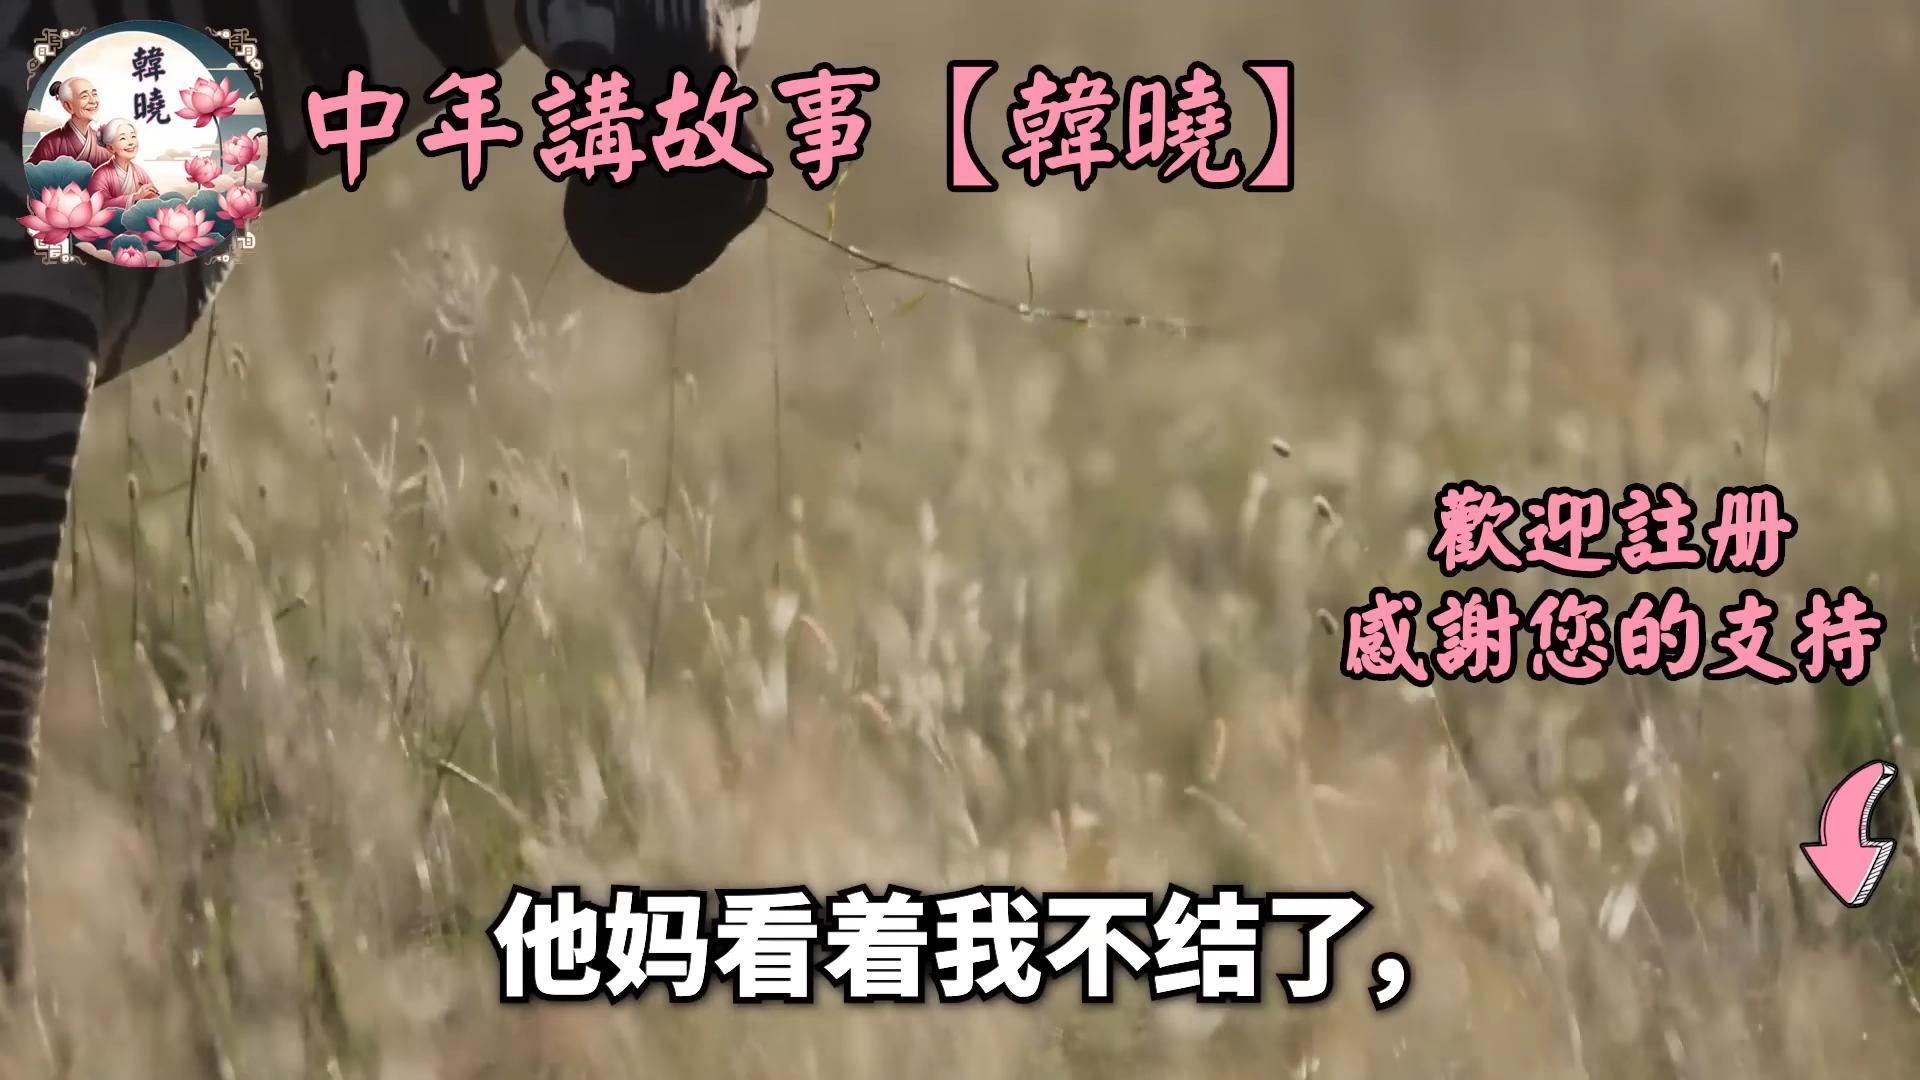 韓
曉
中年講故事【韓曉】
歡迎註册
感謝您的支持
他妈看着我不结了，